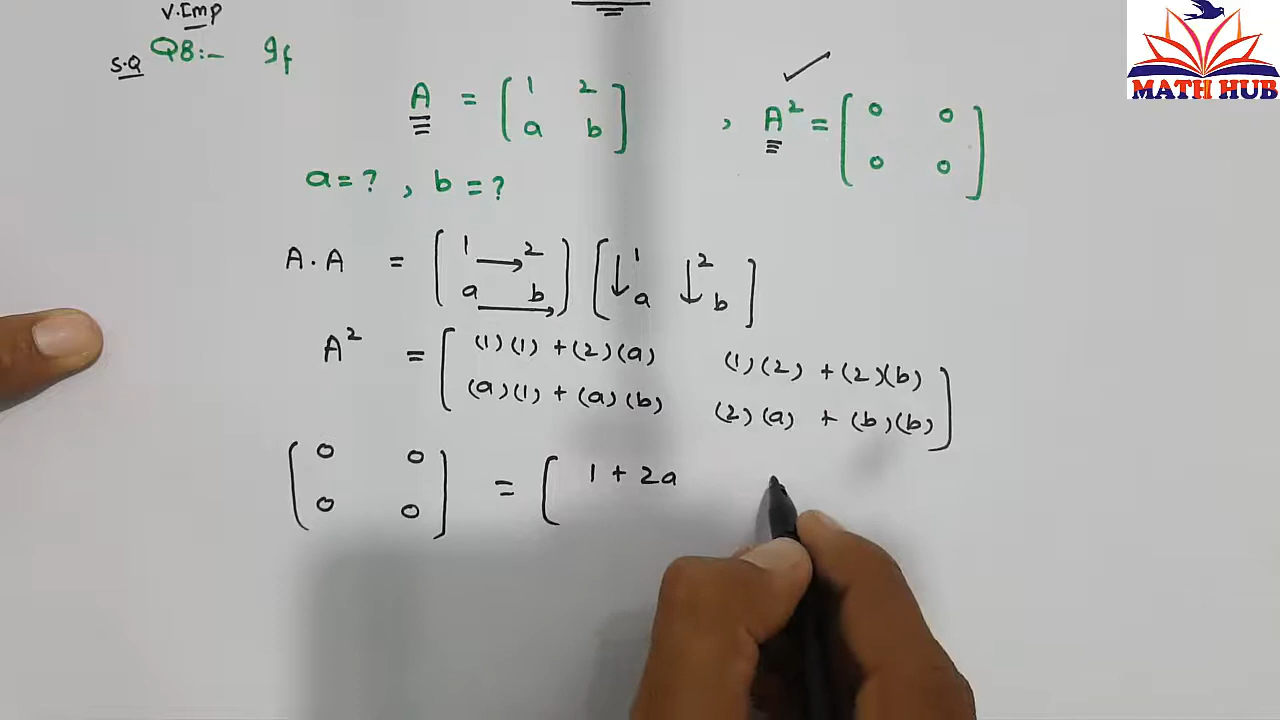 V.Imp
S.Q Q8:- If
A = [ 1 2
a b ] , A² = [ 0 0
0 0 ]
a = ? , b = ?
A . A = [ 1 → 2
a b ] [ ↓ 1 ↓ 2
a b ]
A² = [ (1)(1) + (2)(a) (1)(2) + (2)(b)
(a)(1) + (a)(b) (2)(a) + (b)(b) ]
[ 0 0
0 0 ] = [ 1 + 2a
MATH HUB